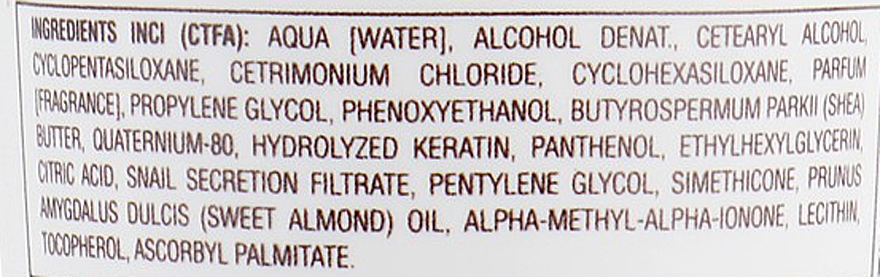 INGREDIENTS INCI (CTFA): AQUA [WATER], ALCOHOL DENAT., CETEARYL ALCOHOL,
CYCLOPENTASILOXANE, CETRIMONIUM CHLORIDE, CYCLOHEXASILOXANE, PARFUM
[FRAGRANCE], PROPYLENE GLYCOL, PHENOXYETHANOL, BUTYROSPERMUM PARKII (SHEA)
BUTTER, QUATERNIUM-80, HYDROLYZED KERATIN, PANTHENOL, ETHYLHEXYLGLYCERIN,
CITRIC ACID, SNAIL SECRETION FILTRATE, PENTYLENE GLYCOL, SIMETHICONE, PRUNUS
AMYGDALUS DULCIS (SWEET ALMOND) OIL, ALPHA-METHYL-ALPHA-IONONE, LECITHIN,
TOCOPHEROL, ASCORBYL PALMITATE.